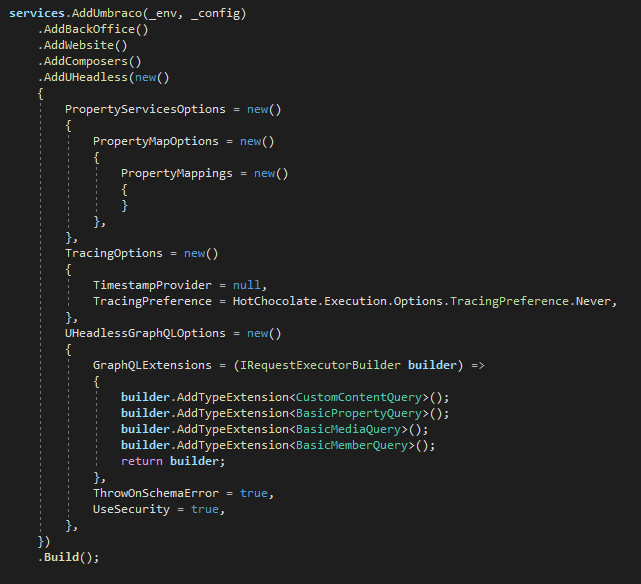 services.AddUmbraco(_env, _config)
.AddBackOffice()
.AddWebsite()
.AddComposers()
.AddUHeadless(new()
{
PropertyServicesOptions = new()
{
PropertyMapOptions = new()
{
PropertyMappings = new()
{
}
},
},
TracingOptions = new()
{
TimestampProvider = null,
TracingPreference = HotChocolate.Execution.Options.TracingPreference.Never,
},
UHeadlessGraphQLOptions = new()
{
GraphQLExtensions = (IRequestExecutorBuilder builder) =>
{
builder.AddTypeExtension<CustomContentQuery>();
builder.AddTypeExtension<BasicPropertyQuery>();
builder.AddTypeExtension<BasicMediaQuery>();
builder.AddTypeExtension<BasicMemberQuery>();
return builder;
},
ThrowOnSchemaError = true,
UseSecurity = true,
},
})
.Build();